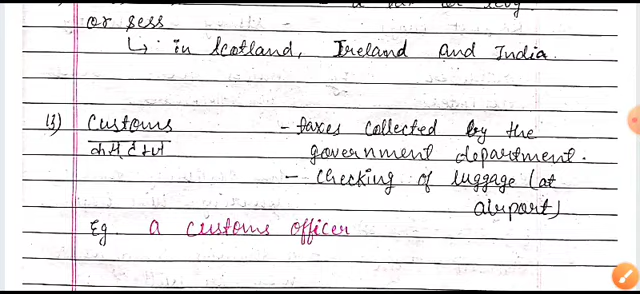 or sess
↳ in Scotland, Ireland and India.
13) Customs - taxes collected by the
government department.
- checking of luggage (at
airport)
Eg. a customs officer